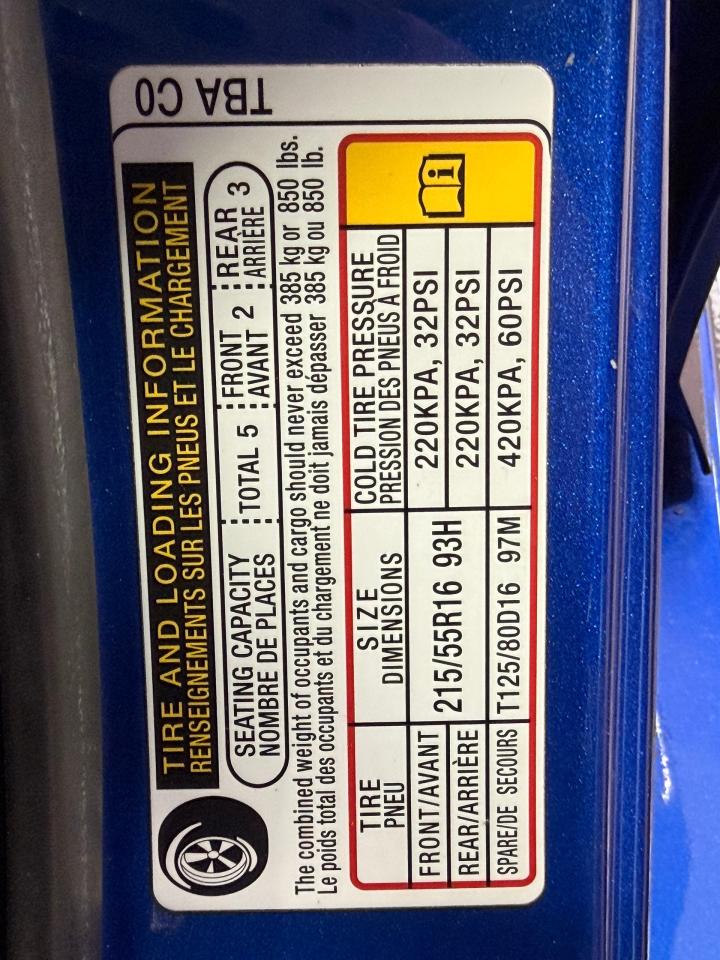 TBA C0
TIRE AND LOADING INFORMATION
RENSEIGNEMENTS SUR LES PNEUS ET LE CHARGEMENT
SEATING CAPACITY TOTAL 5 FRONT 2 REAR 3
NOMBRE DE PLACES AVANT ARRIÈRE
The combined weight of occupants and cargo should never exceed 385 kg or 850 lbs.
Le poids total des occupants et du chargement ne doit jamais dépasser 385 kg ou 850 lb.
TIRE SIZE COLD TIRE PRESSURE
PNEU DIMENSIONS PRESSION DES PNEUS À FROID
FRONT/AVANT 215/55R16 93H 220KPA, 32PSI
REAR/ARRIÈRE 220KPA, 32PSI
SPARE/DE SECOURS T125/80D16 97M 420KPA, 60PSI